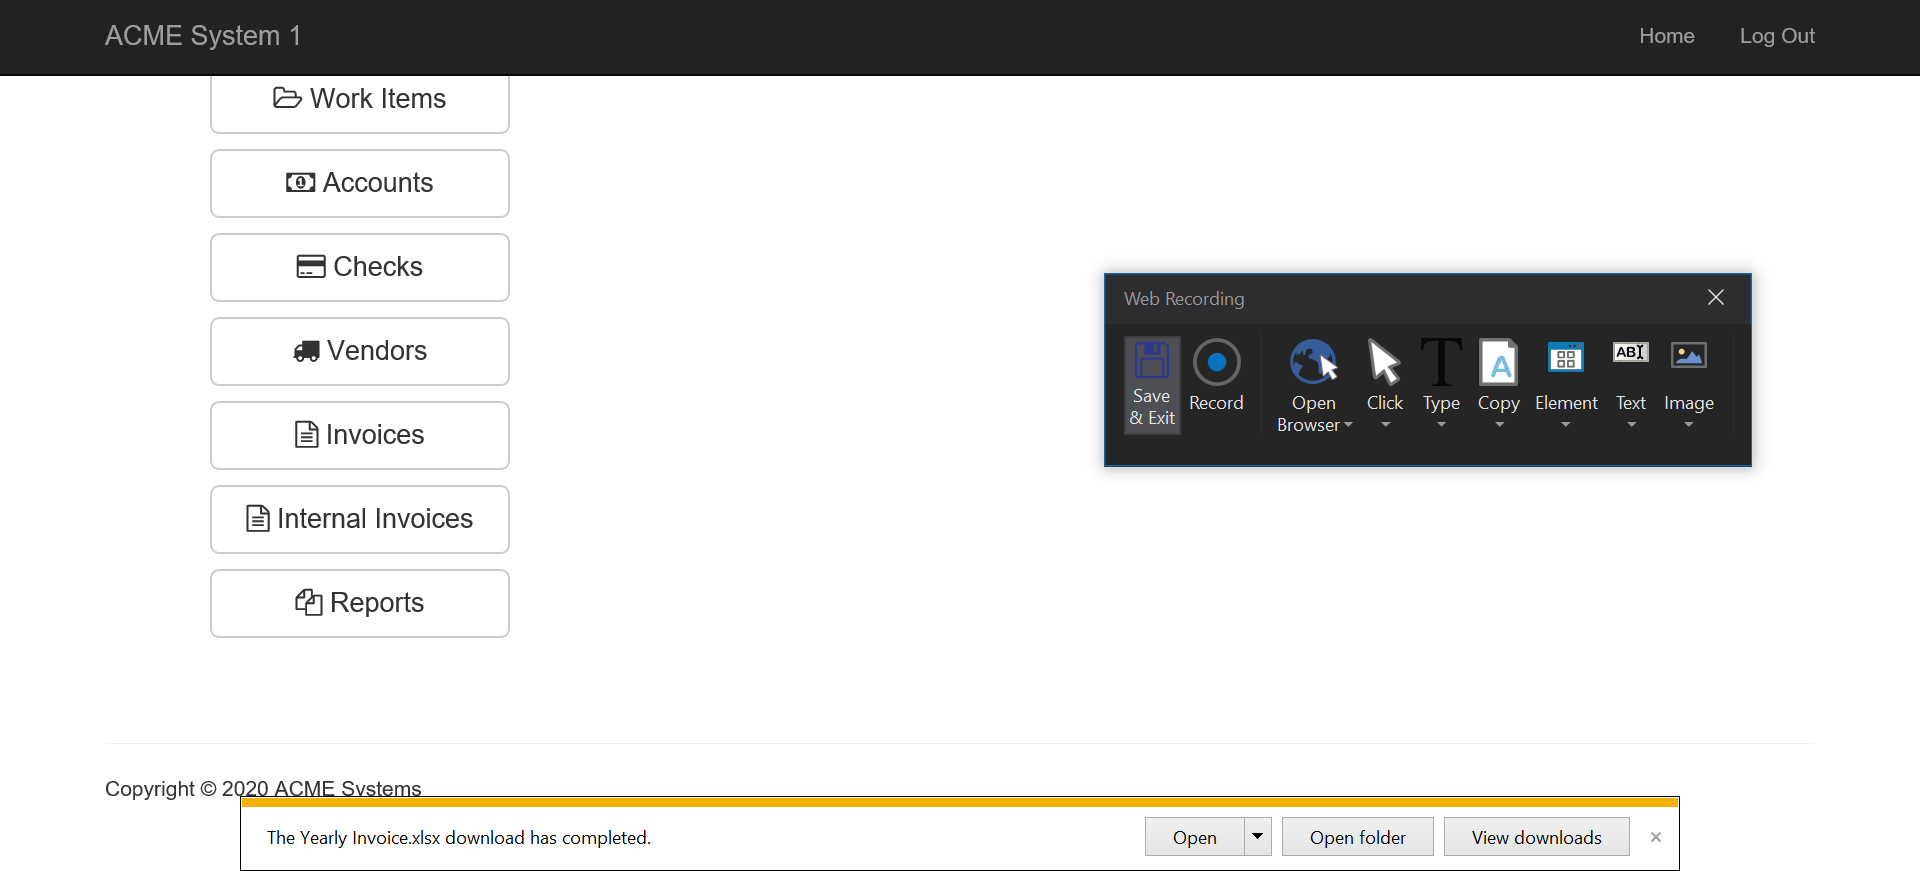 ACME System 1
Home
Log Out
Work Items
Accounts
Checks
Vendors
Invoices
Internal Invoices
Reports
Web Recording
Save & Exit
Record
Open Browser
Click
Type
Copy
A
Element
AB
Text
Image
Copyright © 2020 ACME Systems
The Yearly Invoice.xlsx download has completed.
Open
Open folder
View downloads